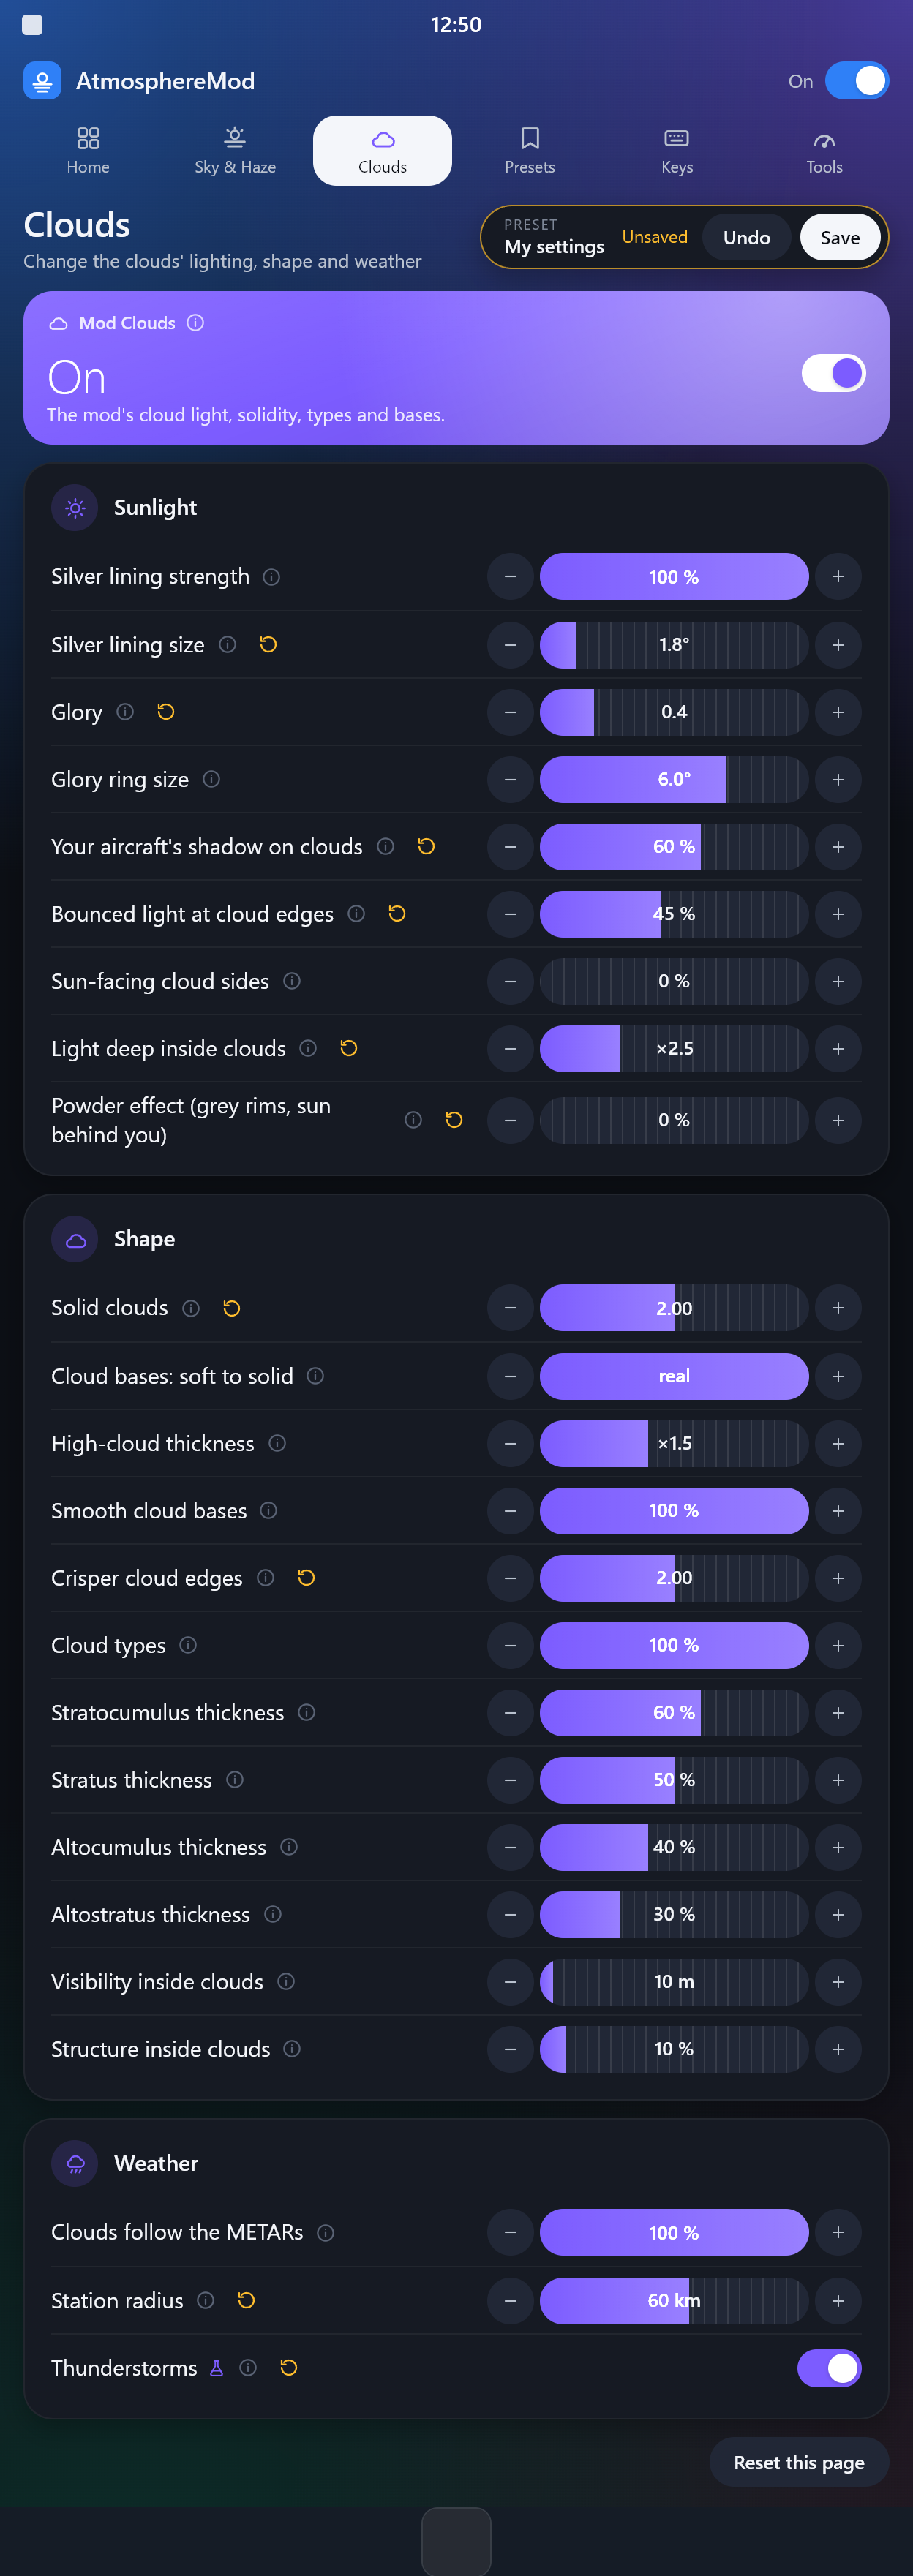 12:50
AtmosphereMod
On
Home
Sky & Haze
Clouds
Presets
Keys
Tools
Clouds
Change the clouds' lighting, shape and weather
PRESET
My settings
Unsaved
Undo
Save
Mod Clouds
On
The mod's cloud light, solidity, types and bases.
Sunlight
Silver lining strength
− 100 % +
Silver lining size
− 1.8° +
Glory
− 0.4 +
Glory ring size
− 6.0° +
Your aircraft's shadow on clouds
− 60 % +
Bounced light at cloud edges
− 45 % +
Sun-facing cloud sides
− 0 % +
Light deep inside clouds
− ×2.5 +
Powder effect (grey rims, sun
behind you)
− 0 % +
Shape
Solid clouds
− 2.00 +
Cloud bases: soft to solid
− real +
High-cloud thickness
− ×1.5 +
Smooth cloud bases
− 100 % +
Crisper cloud edges
− 2.00 +
Cloud types
− 100 % +
Stratocumulus thickness
− 60 % +
Stratus thickness
− 50 % +
Altocumulus thickness
− 40 % +
Altostratus thickness
− 30 % +
Visibility inside clouds
− 10 m +
Structure inside clouds
− 10 % +
Weather
Clouds follow the METARs
− 100 % +
Station radius
− 60 km +
Thunderstorms
Reset this page